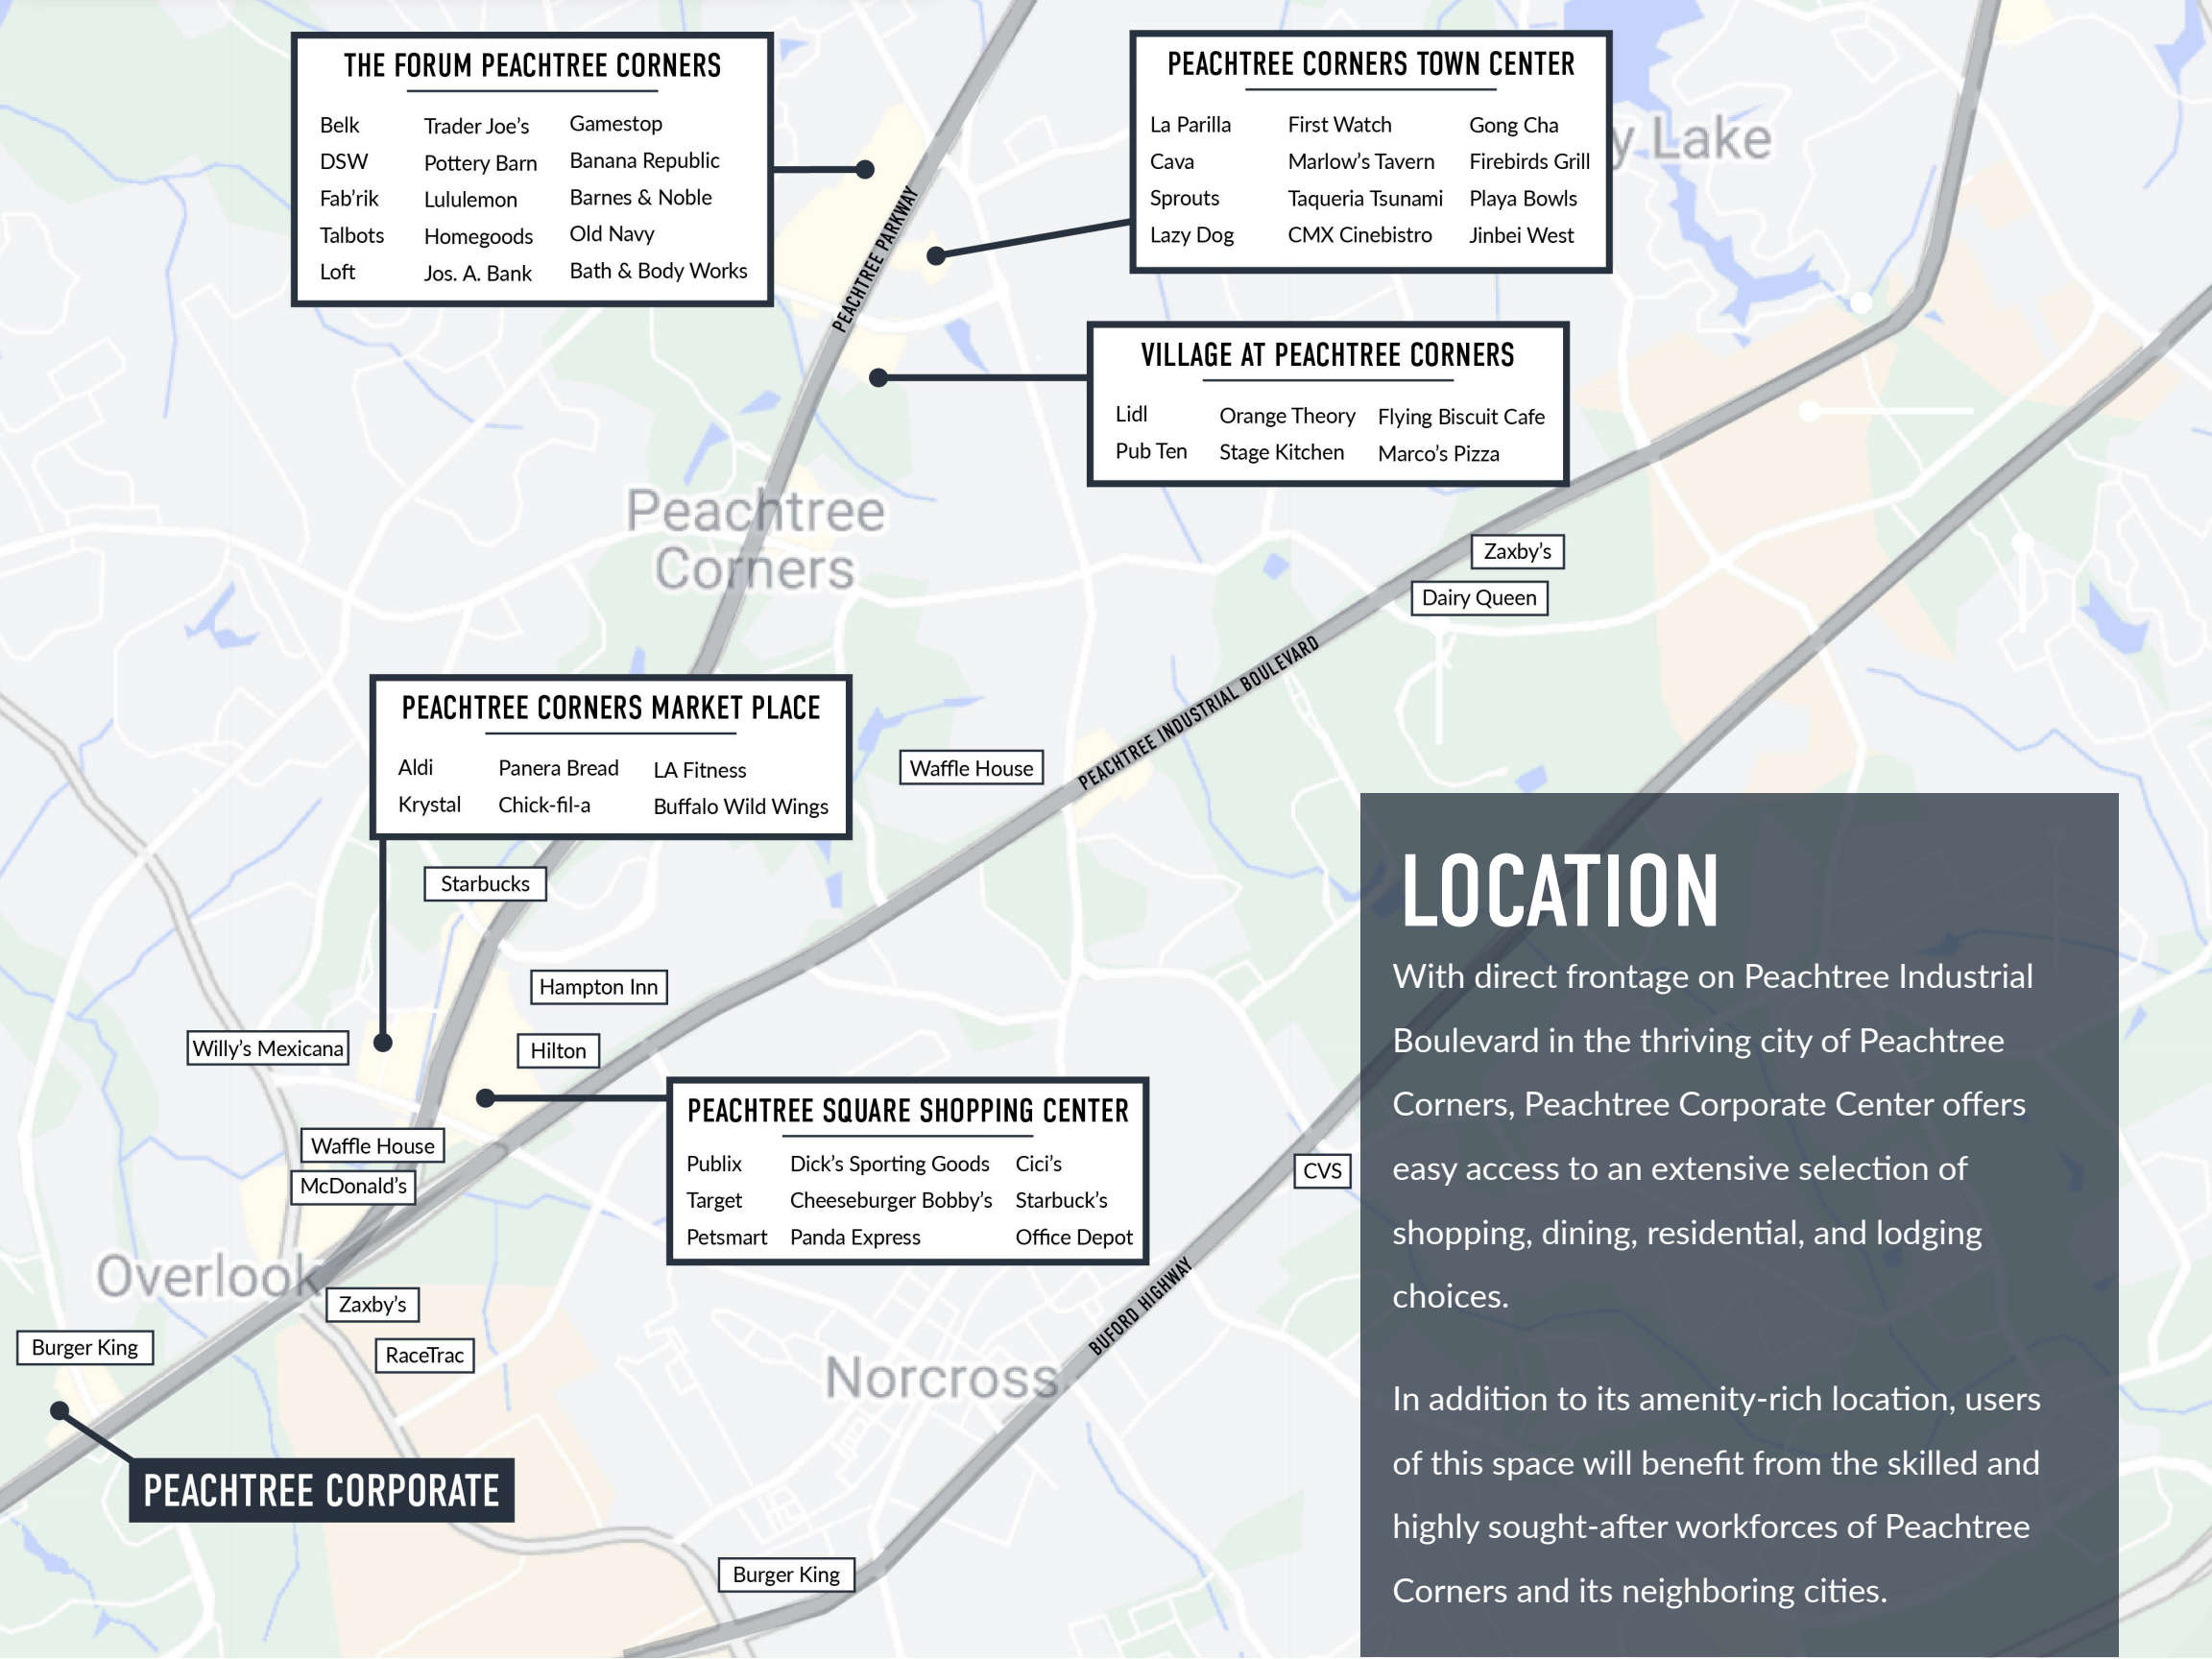 THE FORUM PEACHTREE CORNERS
Belk Trader Joe's Gamestop
DSW Pottery Barn Banana Republic
Fab'rik Lululemon Barnes & Noble
Talbots Homegoods Old Navy
Loft Jos. A. Bank Bath & Body Works
PEACHTREE CORNERS TOWN CENTER
La Parilla First Watch Gong Cha
Cava Marlow's Tavern Firebirds Grill
Sprouts Taqueria Tsunami Playa Bowls
Lazy Dog CMX Cinebistro Jinbei West
y Lake
PEACHTREE PARKWAY
VILLAGE AT PEACHTREE CORNERS
Lidl Orange Theory Flying Biscuit Cafe
Pub Ten Stage Kitchen Marco's Pizza
Peachtree
Corners
Zaxby's
Dairy Queen
PEACHTREE INDUSTRIAL BOULEVARD
PEACHTREE CORNERS MARKET PLACE
Aldi Panera Bread LA Fitness
Krystal Chick-fil-a Buffalo Wild Wings
Waffle House
Starbucks
Hampton Inn
Willy's Mexicana
Hilton
PEACHTREE SQUARE SHOPPING CENTER
Publix Dick's Sporting Goods Cici's
Target Cheeseburger Bobby's Starbuck's
Petsmart Panda Express Office Depot
Waffle House
McDonald's
CVS
Overlook
Zaxby's
BUFORD HIGHWAY
Burger King
RaceTrac
Norcross
PEACHTREE CORPORATE
Burger King
LOCATION
With direct frontage on Peachtree Industrial
Boulevard in the thriving city of Peachtree
Corners, Peachtree Corporate Center offers
easy access to an extensive selection of
shopping, dining, residential, and lodging
choices.
In addition to its amenity-rich location, users
of this space will benefit from the skilled and
highly sought-after workforces of Peachtree
Corners and its neighboring cities.